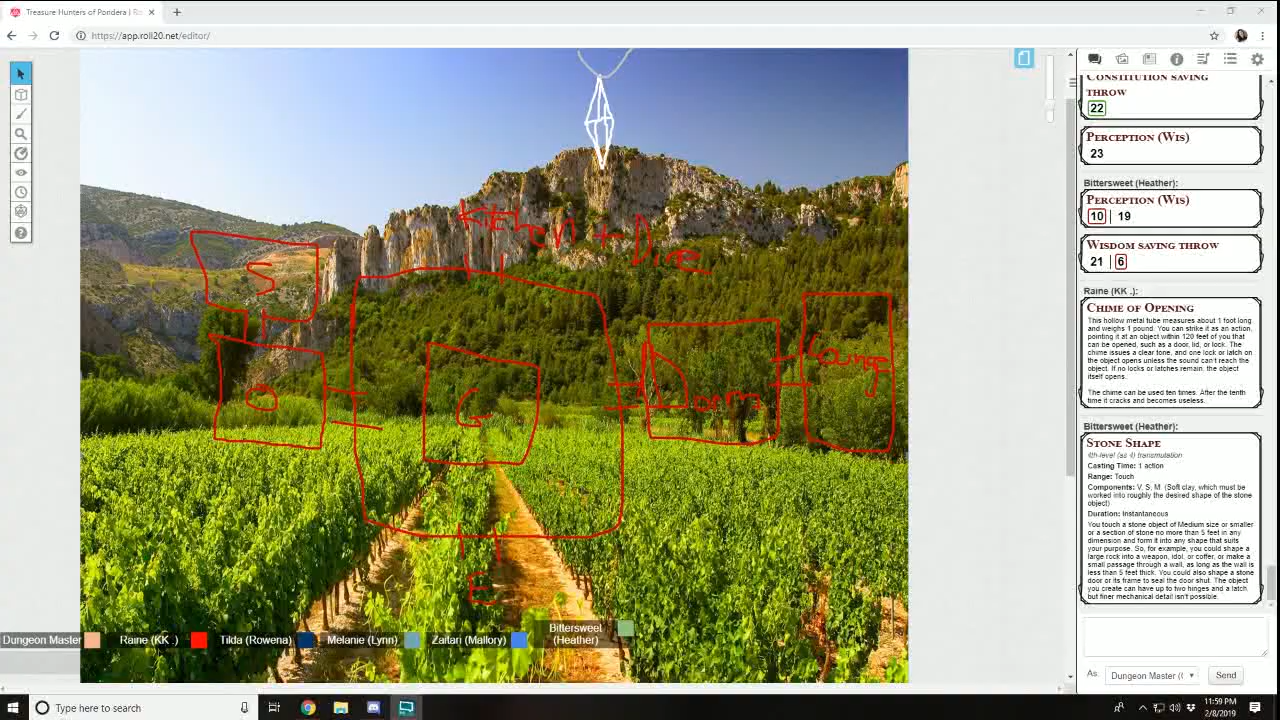 Treasure Hunters of Pondera | Ro
https://app.roll20.net/editor/
Kitchen + Dire
S
O
C
Dorm
Lounge
Dungeon Master
Raine (KK .)
Tilda (Rowena)
Melanie (Lynn)
Zaitari (Mallory)
Bittersweet
(Heather)
Constitution saving
throw
22
Perception (Wis)
23
Bittersweet (Heather):
Perception (Wis)
10 | 19
Wisdom saving throw
21 | 6
Raine (KK .):
Chime of Opening
This hollow metal tube measures about 1 foot long
and weighs 1 pound. You can strike it as an action,
pointing it at an object within 120 feet of you that
can be opened, such as a door, lid, or lock. The
chime issues a clear tone, and one lock or latch on
the object opens unless the sound can't reach the
object. If no locks or latches remain, the object
itself opens.
The chime can be used ten times. After the tenth
time it cracks and becomes useless.
Bittersweet (Heather):
Stone Shape
4th-level (as 4) transmutation
Casting Time: 1 action
Range: Touch
Components: V, S, M (Soft clay, which must be
worked into roughly the desired shape of the stone
object)
Duration: Instantaneous
You touch a stone object of Medium size or smaller
or a section of stone no more than 5 feet in any
dimension and form it into any shape that suits
your purpose. So, for example, you could shape a
large rock into a weapon, idol, or coffer, or make a
small passage through a wall, as long as the wall is
less than 5 feet thick. You could also shape a stone
door or its frame to seal the door shut. The object
you create can have up to two hinges and a latch,
but finer mechanical detail isn't possible.
As:
Dungeon Master (
Send
Type here to search
11:59 PM
2/8/2019